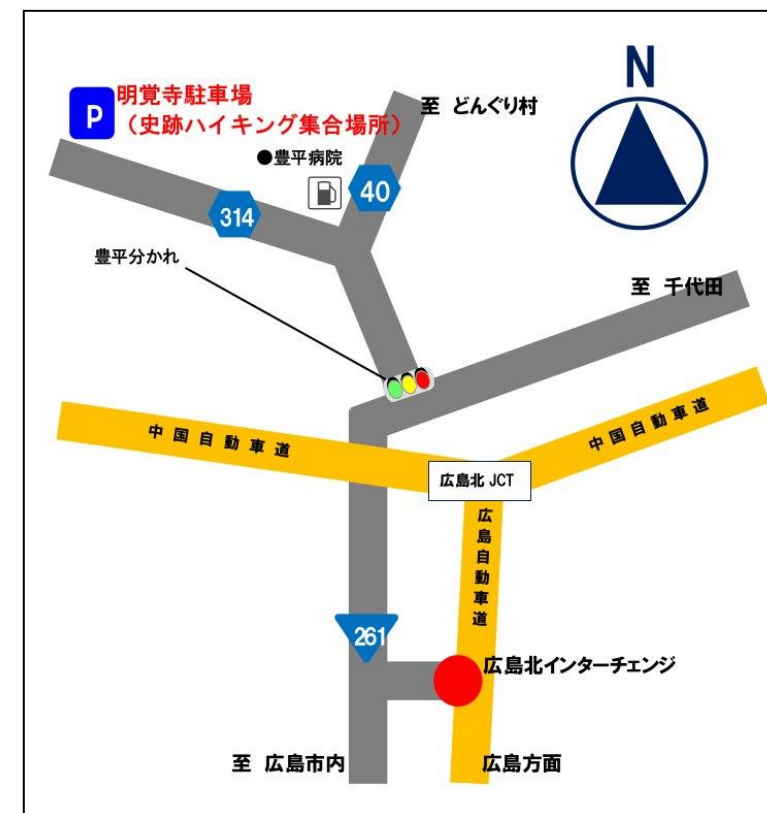 N
P
明覚寺駐車場
（史跡ハイキング集合場所）
至 どんぐり村
●豊平病院
40
314
豊平分かれ
至 千代田
中国自動車道
中国自動車道
広島北 JCT
広島自動車道
261
広島北インターチェンジ
至 広島市内
広島方面